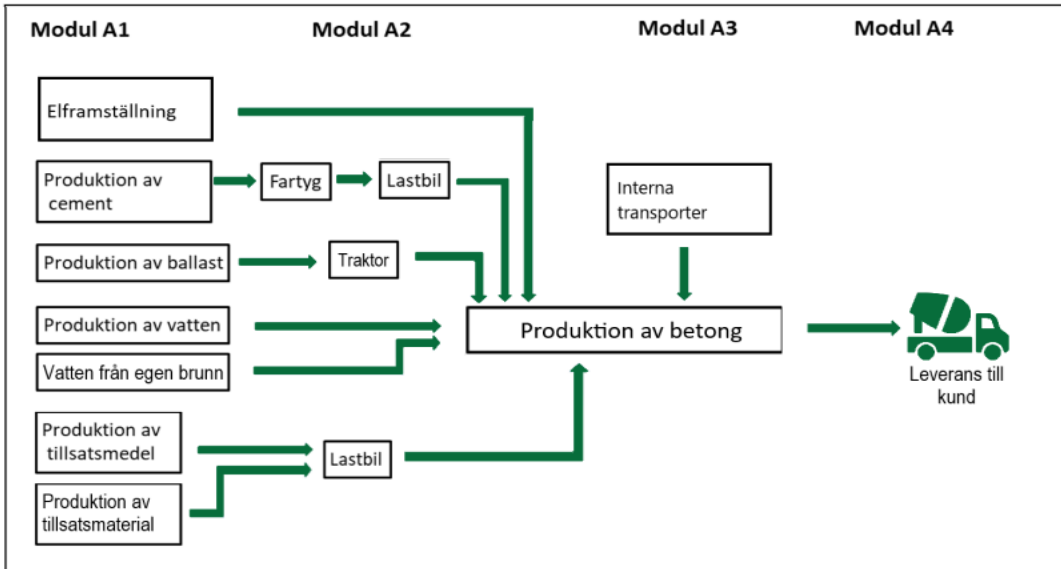 Modul A1
Modul A2
Modul A3
Modul A4
Elframställning
Produktion av
cement
Fartyg
Lastbil
Interna
transporter
Produktion av ballast
Traktor
Produktion av vatten
Produktion av betong
Vatten från egen brunn
Leverans till
kund
Produktion av
tillsatsmedel
Lastbil
Produktion av
tillsatsmaterial